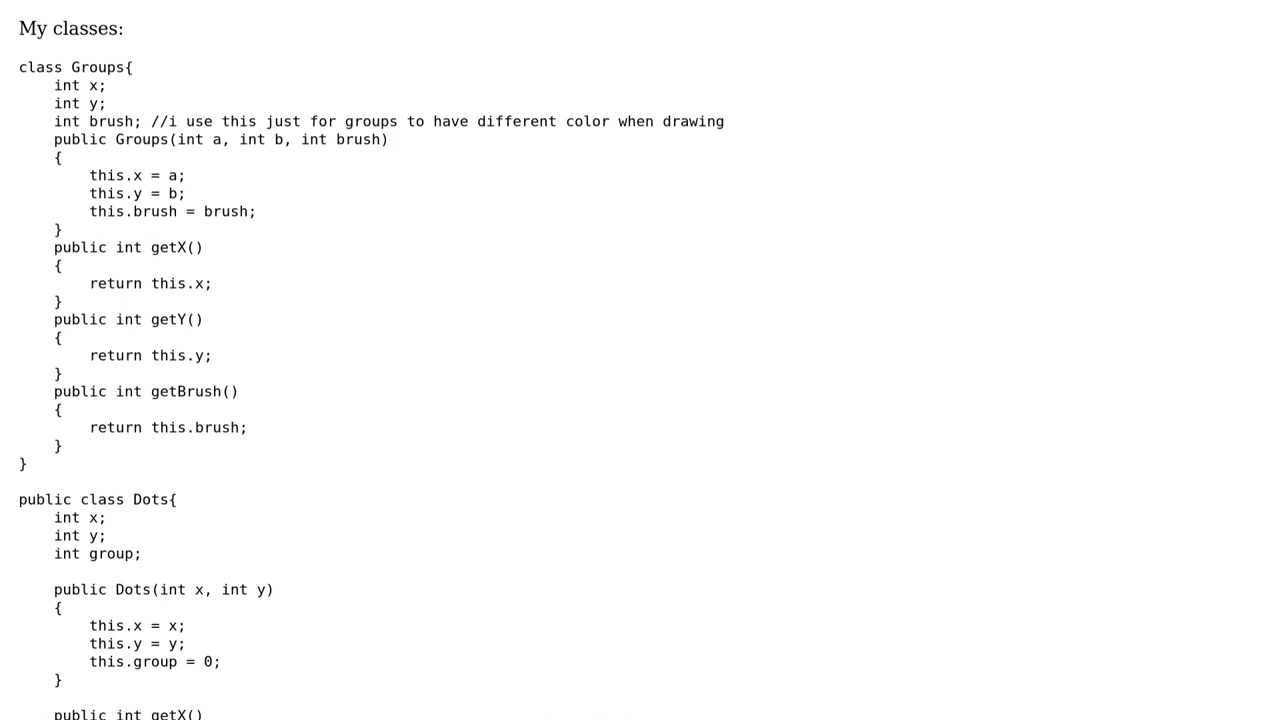 My classes:
class Groups{
    int x;
    int y;
    int brush; //i use this just for groups to have different color when drawing
    public Groups(int a, int b, int brush)
    {
        this.x = a;
        this.y = b;
        this.brush = brush;
    }
    public int getX()
    {
        return this.x;
    }
    public int getY()
    {
        return this.y;
    }
    public int getBrush()
    {
        return this.brush;
    }
}
public class Dots{
    int x;
    int y;
    int group;
    public Dots(int x, int y)
    {
        this.x = x;
        this.y = y;
        this.group = 0;
    }
    public int getX()